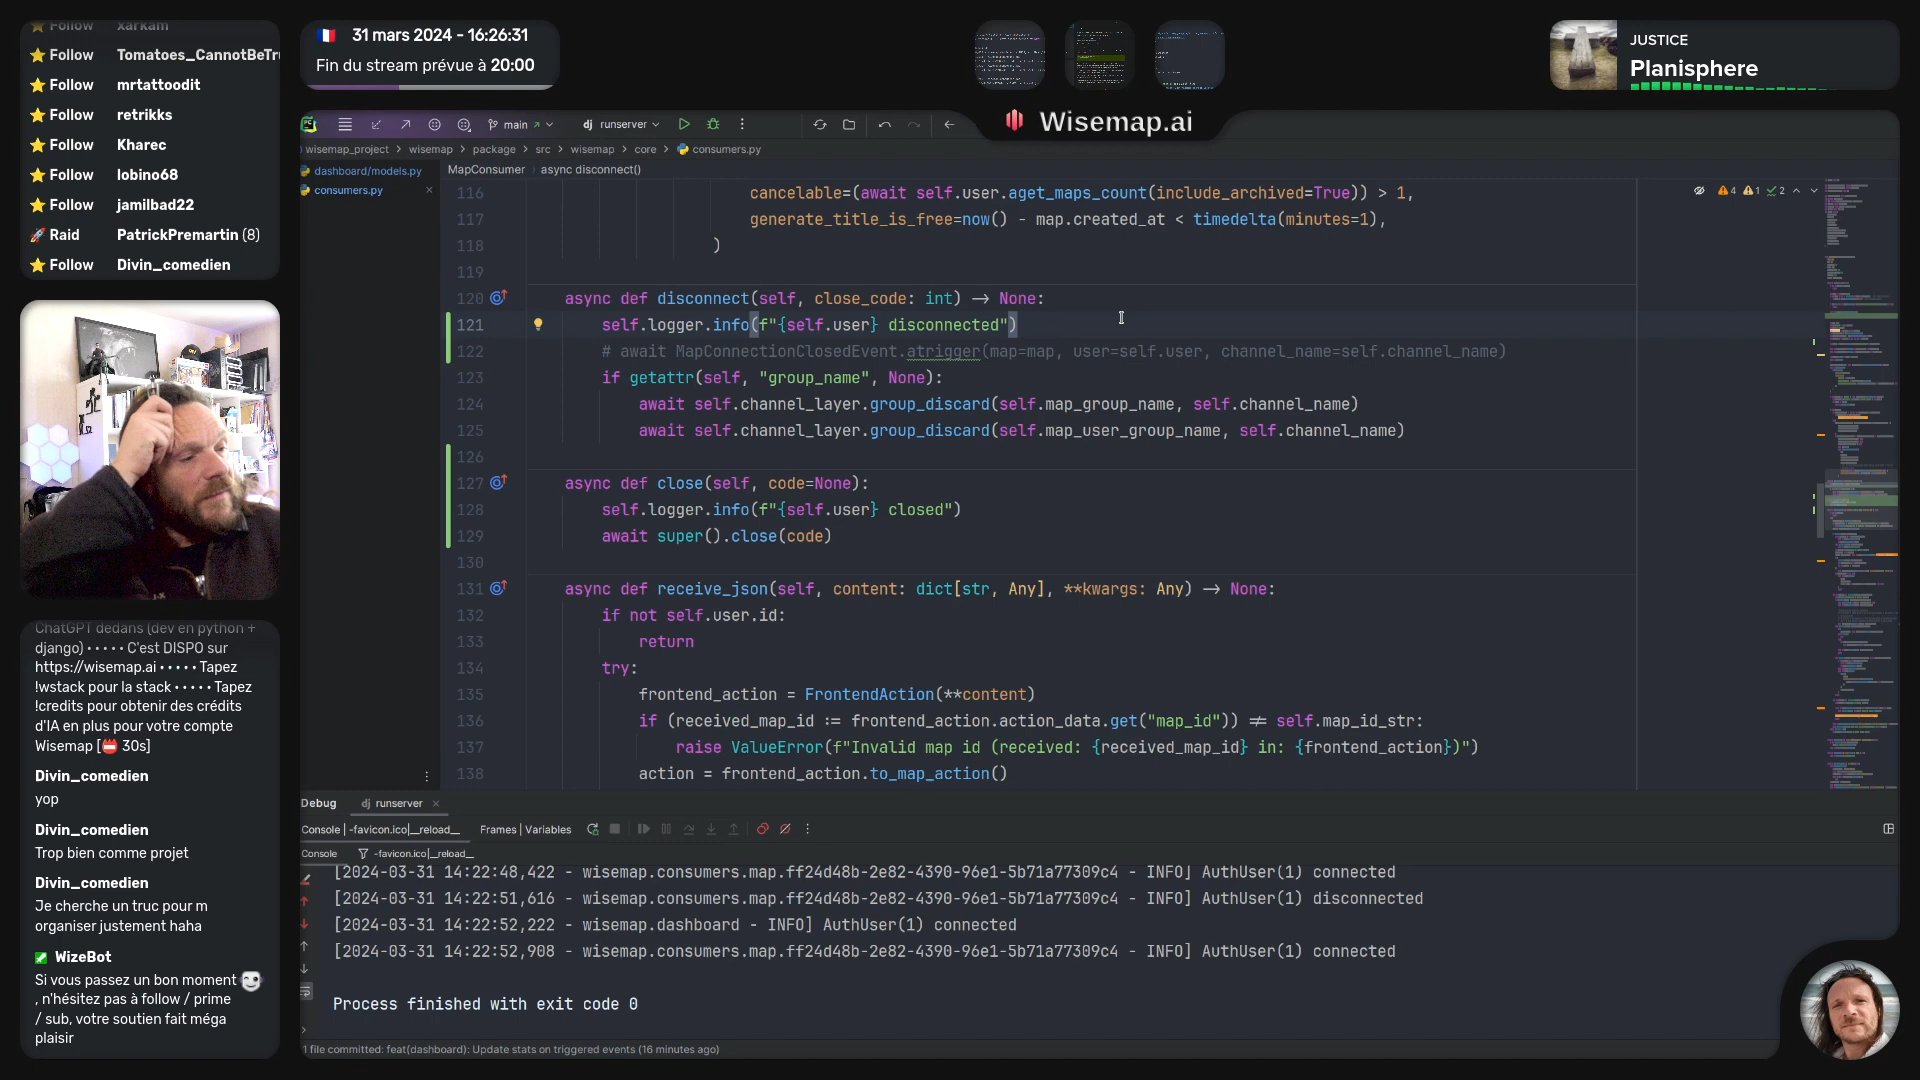 Follow xarkam
Follow Tomatoes_CannotBeTr
Follow mrtattoodit
Follow retrikks
Follow Kharec
Follow lobino68
Follow jamilbad22
Raid PatrickPremartin (8)
Follow Divin_comedien
31 mars 2024 - 16:26:31
Fin du stream prévue à 20:00
JUSTICE
Planisphere
Wisemap.ai
main
dj runserver
wisemap_project > wisemap > package > src > wisemap > core > consumers.py
dashboard/models.py
consumers.py
MapConsumer async disconnect()
4 1 2
116 cancelable=(await self.user.aget_maps_count(include_archived=True)) > 1,
117 generate_title_is_free=now() - map.created_at < timedelta(minutes=1),
118 )
119
120 async def disconnect(self, close_code: int) -> None:
121 self.logger.info(f"{self.user} disconnected")
122 # await MapConnectionClosedEvent.atrigger(map=map, user=self.user, channel_name=self.channel_name)
123 if getattr(self, "group_name", None):
124 await self.channel_layer.group_discard(self.map_group_name, self.channel_name)
125 await self.channel_layer.group_discard(self.map_user_group_name, self.channel_name)
126
127 async def close(self, code=None):
128 self.logger.info(f"{self.user} closed")
129 await super().close(code)
130
131 async def receive_json(self, content: dict[str, Any], **kwargs: Any) -> None:
132 if not self.user.id:
133 return
134 try:
135 frontend_action = FrontendAction(**content)
136 if (received_map_id := frontend_action.action_data.get("map_id")) != self.map_id_str:
137 raise ValueError(f"Invalid map id (received: {received_map_id} in: {frontend_action})")
138 action = frontend_action.to_map_action()
Debug dj runserver
Console | -favicon.ico|__reload__ Frames | Variables
Console -favicon.ico|__reload__
[2024-03-31 14:22:48,422 - wisemap.consumers.map.ff24d48b-2e82-4390-96e1-5b71a77309c4 - INFO] AuthUser(1) connected
[2024-03-31 14:22:51,616 - wisemap.consumers.map.ff24d48b-2e82-4390-96e1-5b71a77309c4 - INFO] AuthUser(1) disconnected
[2024-03-31 14:22:52,222 - wisemap.dashboard - INFO] AuthUser(1) connected
[2024-03-31 14:22:52,908 - wisemap.consumers.map.ff24d48b-2e82-4390-96e1-5b71a77309c4 - INFO] AuthUser(1) connected
Process finished with exit code 0
1 file committed: feat(dashboard): Update stats on triggered events (16 minutes ago)
ChatGPT dedans (dev en python +
django) • • • • • C'est DISPO sur
https://wisemap.ai • • • • • Tapez
!wstack pour la stack • • • • • Tapez
!credits pour obtenir des crédits
d'IA en plus pour votre compte
Wisemap [📛 30s]
Divin_comedien
yop
Divin_comedien
Trop bien comme projet
Divin_comedien
Je cherche un truc pour m
organiser justement haha
WizeBot
Si vous passez un bon moment
, n'hésitez pas à follow / prime
/ sub, votre soutien fait méga
plaisir